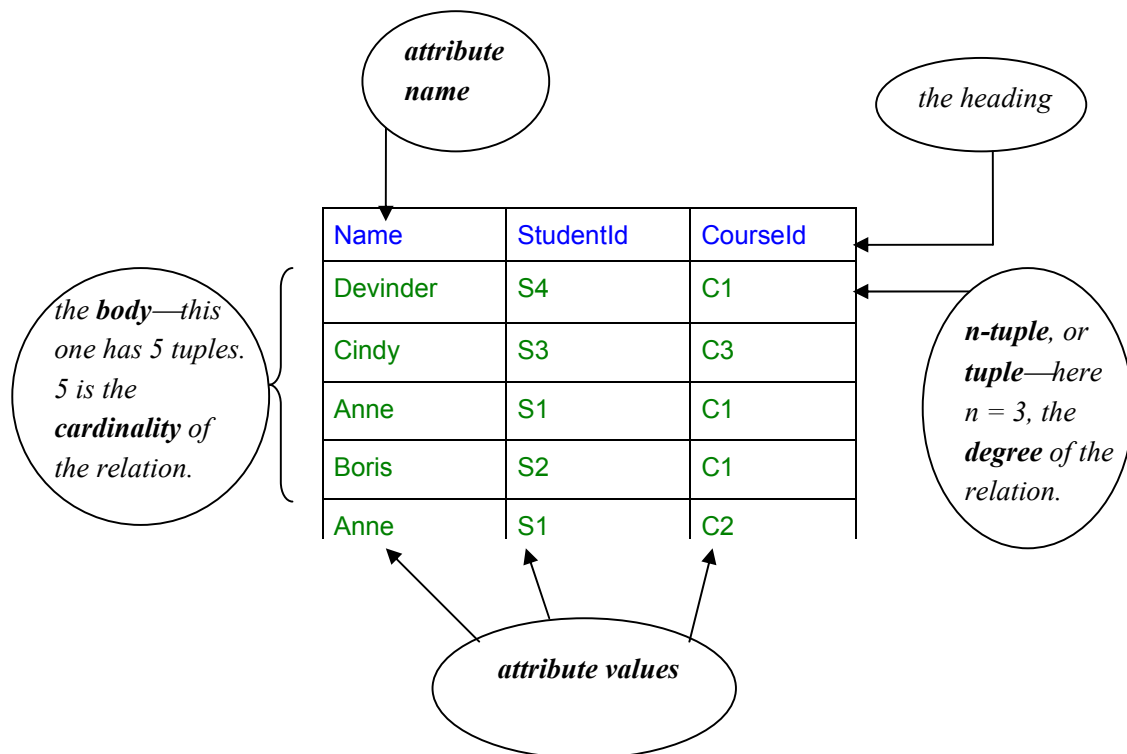 attribute
name
the heading
Name StudentId CourseId
Devinder S4 C1
Cindy S3 C3
Anne S1 C1
Boris S2 C1
Anne S1 C2
the body—this
one has 5 tuples.
5 is the
cardinality of
the relation.
n-tuple, or
tuple—here
n = 3, the
degree of the
relation.
attribute values